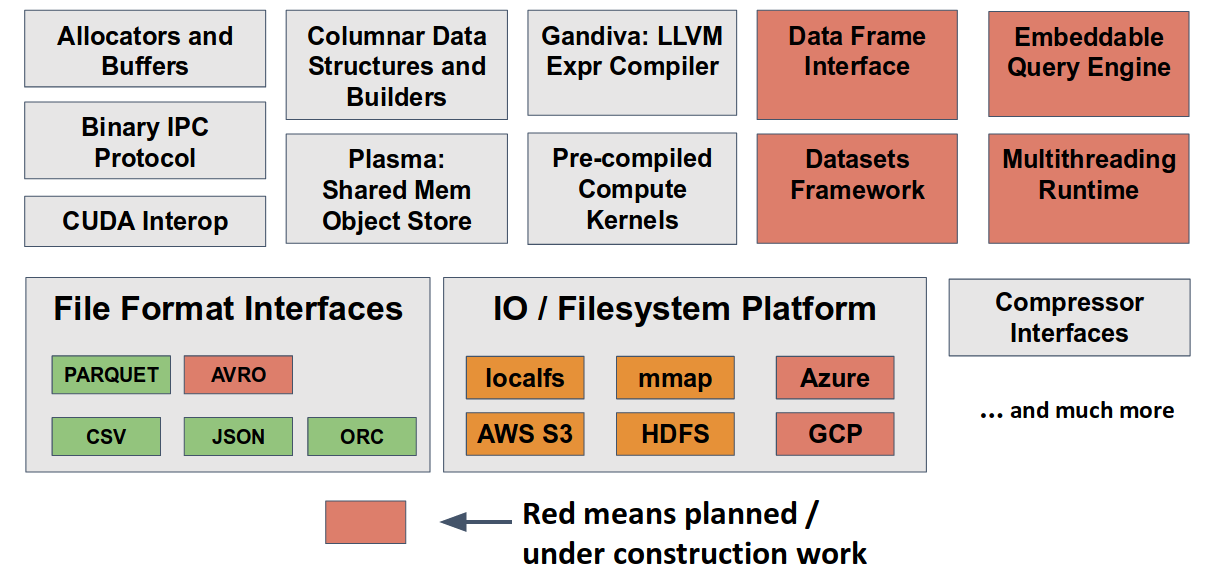 Allocators and
Buffers
Binary IPC
Protocol
CUDA Interop
Columnar Data
Structures and
Builders
Plasma:
Shared Mem
Object Store
Gandiva: LLVM
Expr Compiler
Pre-compiled
Compute
Kernels
Data Frame
Interface
Datasets
Framework
Embeddable
Query Engine
Multithreading
Runtime
File Format Interfaces
PARQUET
AVRO
CSV
JSON
ORC
IO / Filesystem Platform
localfs
mmap
Azure
AWS S3
HDFS
GCP
Compressor
Interfaces
... and much more
Red means planned /
under construction work